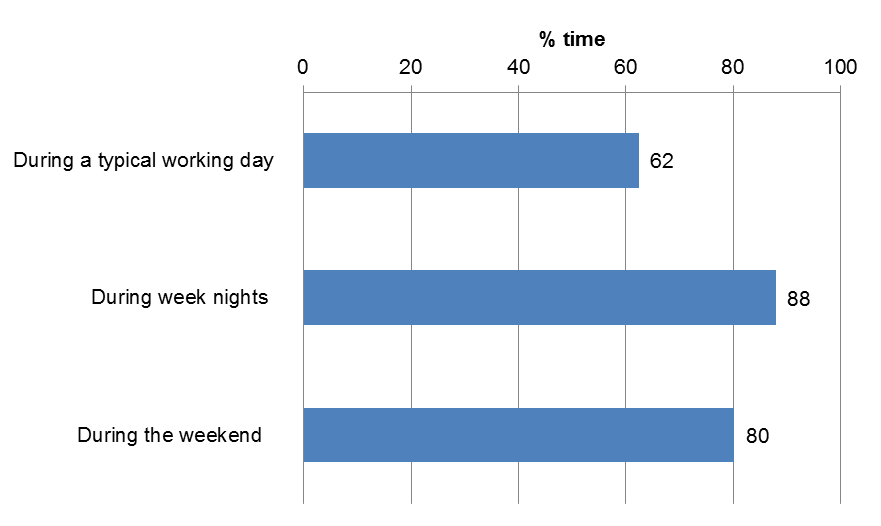 % time
0 20 40 60 80 100
During a typical working day 62
During week nights 88
During the weekend 80